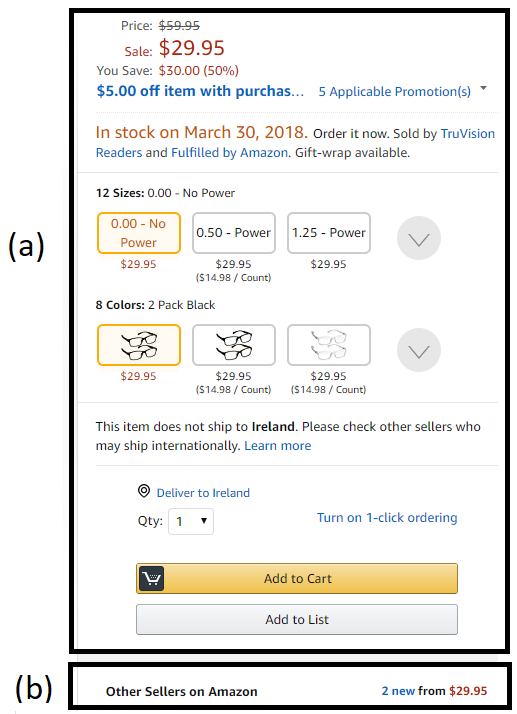 (a)
Price: $59.95
Sale: $29.95
You Save: $30.00 (50%)
$5.00 off item with purchas... 5 Applicable Promotion(s)
In stock on March 30, 2018. Order it now. Sold by TruVision
Readers and Fulfilled by Amazon. Gift-wrap available.
12 Sizes: 0.00 - No Power
0.00 - No
Power
0.50 - Power
1.25 - Power
$29.95 $29.95 $29.95
($14.98 / Count)
8 Colors: 2 Pack Black
$29.95 $29.95 $29.95
($14.98 / Count) ($14.98 / Count)
This item does not ship to Ireland. Please check other sellers who
may ship internationally. Learn more
Deliver to Ireland
Qty: 1 Turn on 1-click ordering
Add to Cart
Add to List
(b)
Other Sellers on Amazon 2 new from $29.95